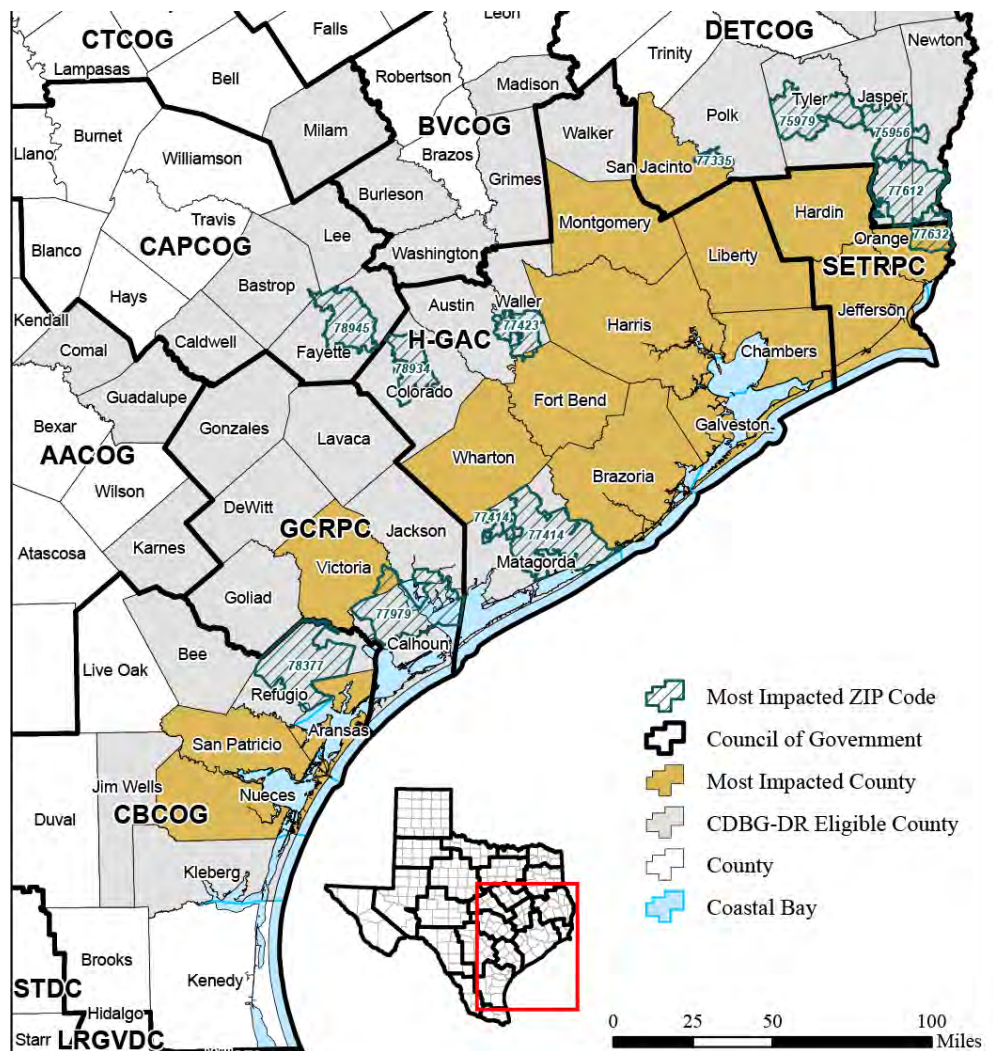 Leon
Falls
CTCOG
DETCOG
Newton
Trinity
Lampasas
Bell
Robertson
Madison
Tyler
Jasper
Polk
75979
75956
Burnet
Milam
BVCOG
Walker
Llano
Williamson
Brazos
San Jacinto
77335
Grimes
77612
Burleson
Travis
Montgomery
Hardin
Blanco
CAPCOG
Lee
Washington
Orange
77632
Liberty
SETRPC
Bastrop
Hays
Austin
Waller
Jefferson
Kendall
78945
H-GAC
77423
Harris
Caldwell
Fayette
Chambers
Comal
78934
Colorado
Guadalupe
Fort Bend
Gonzales
Galveston
Bexar
Lavaca
AACOG
Wharton
Brazoria
Wilson
DeWitt
77414
77414
GCRPC
Jackson
Karnes
Atascosa
Matagorda
Victoria
Goliad
77979
Calhoun
Bee
Live Oak
78377
Refugio
Aransas
San Patricio
Jim Wells
Nueces
CBCOG
Duval
Kleberg
Brooks
Kenedy
STDC
Hidalgo
Starr
LRGVDC
Most Impacted ZIP Code
Council of Government
Most Impacted County
CDBG-DR Eligible County
County
Coastal Bay
0 25 50 100
Miles